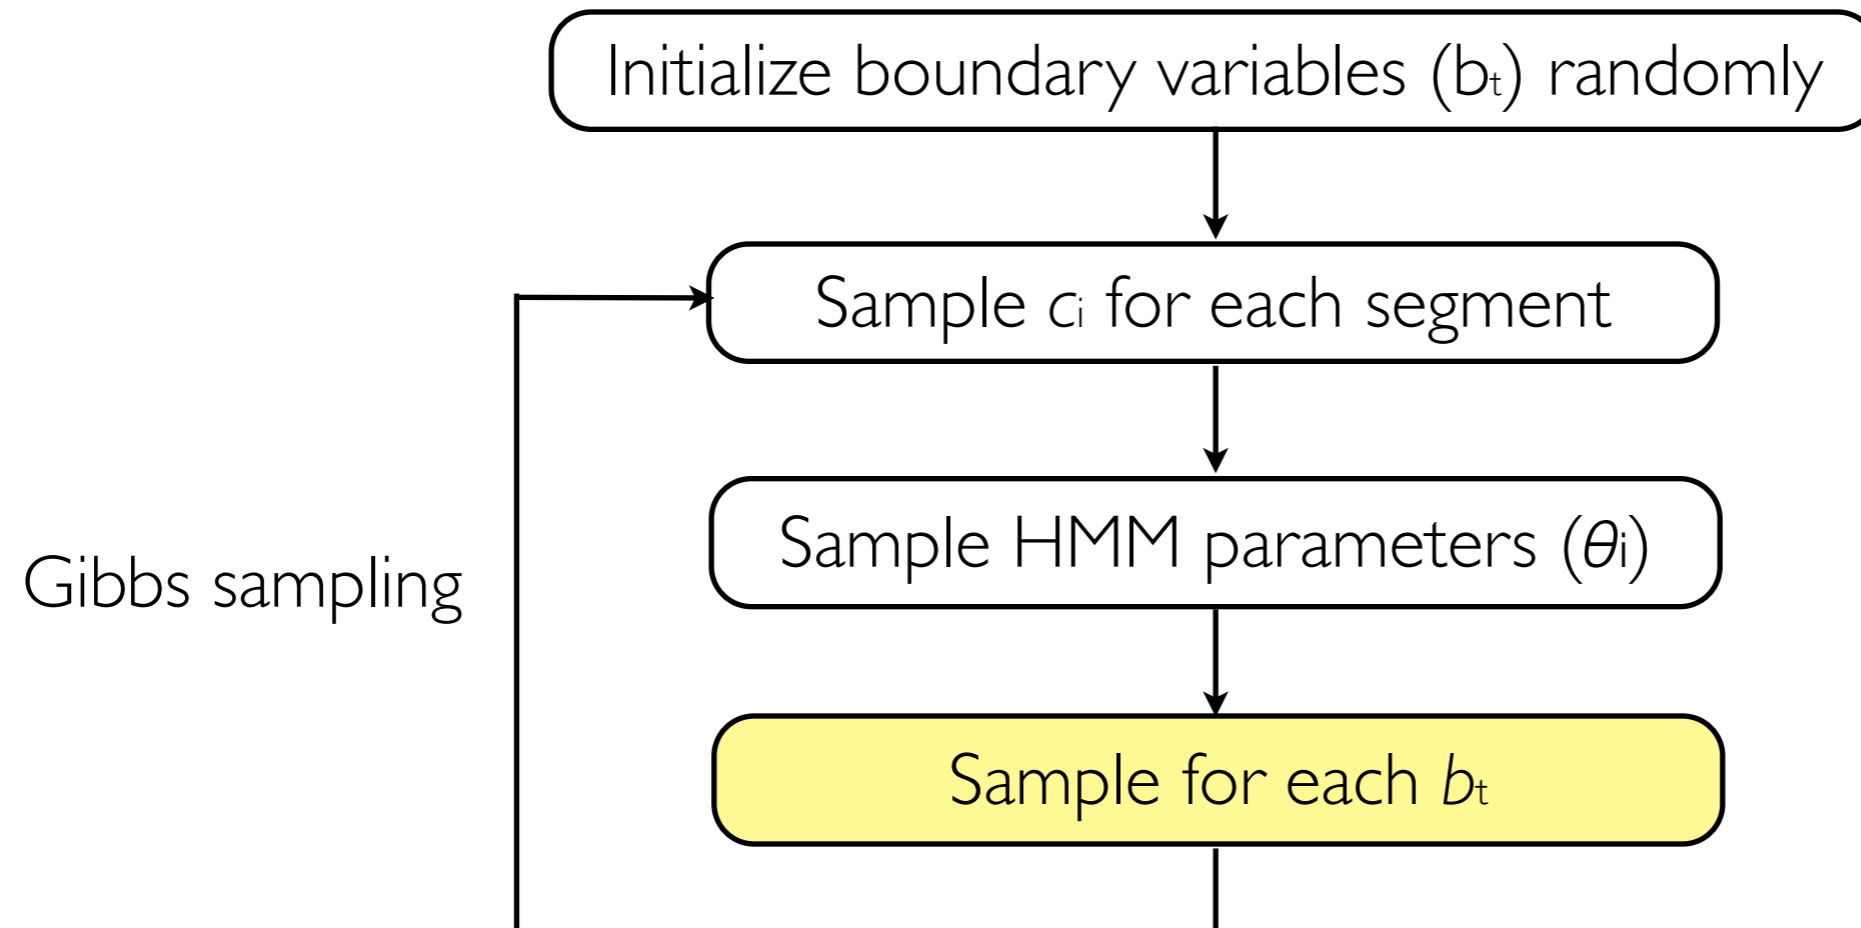 Initialize boundary variables (bt) randomly
Sample ci for each segment
Sample HMM parameters (θi)
Gibbs sampling
Sample for each bt